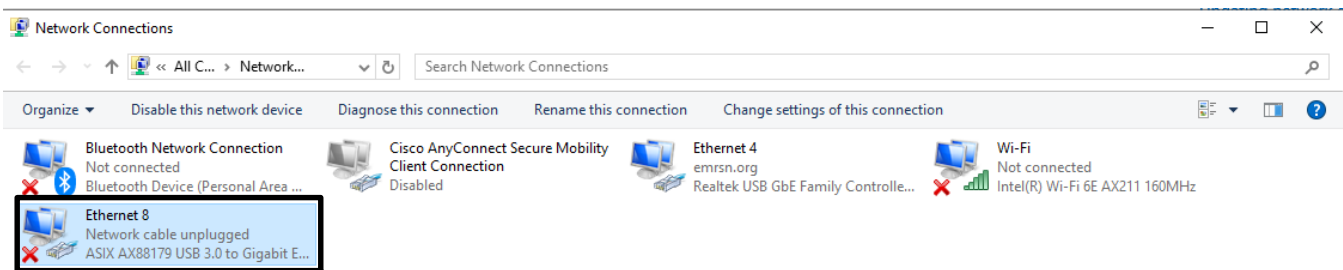 Network Connections
« All C... › Network...
Search Network Connections
Organize
Disable this network device
Diagnose this connection
Rename this connection
Change settings of this connection
Bluetooth Network Connection
Not connected
Bluetooth Device (Personal Area ...
Cisco AnyConnect Secure Mobility
Client Connection
Disabled
Ethernet 4
emrsn.org
Realtek USB GbE Family Controlle...
Wi-Fi
Not connected
Intel(R) Wi-Fi 6E AX211 160MHz
Ethernet 8
Network cable unplugged
ASIX AX88179 USB 3.0 to Gigabit E...